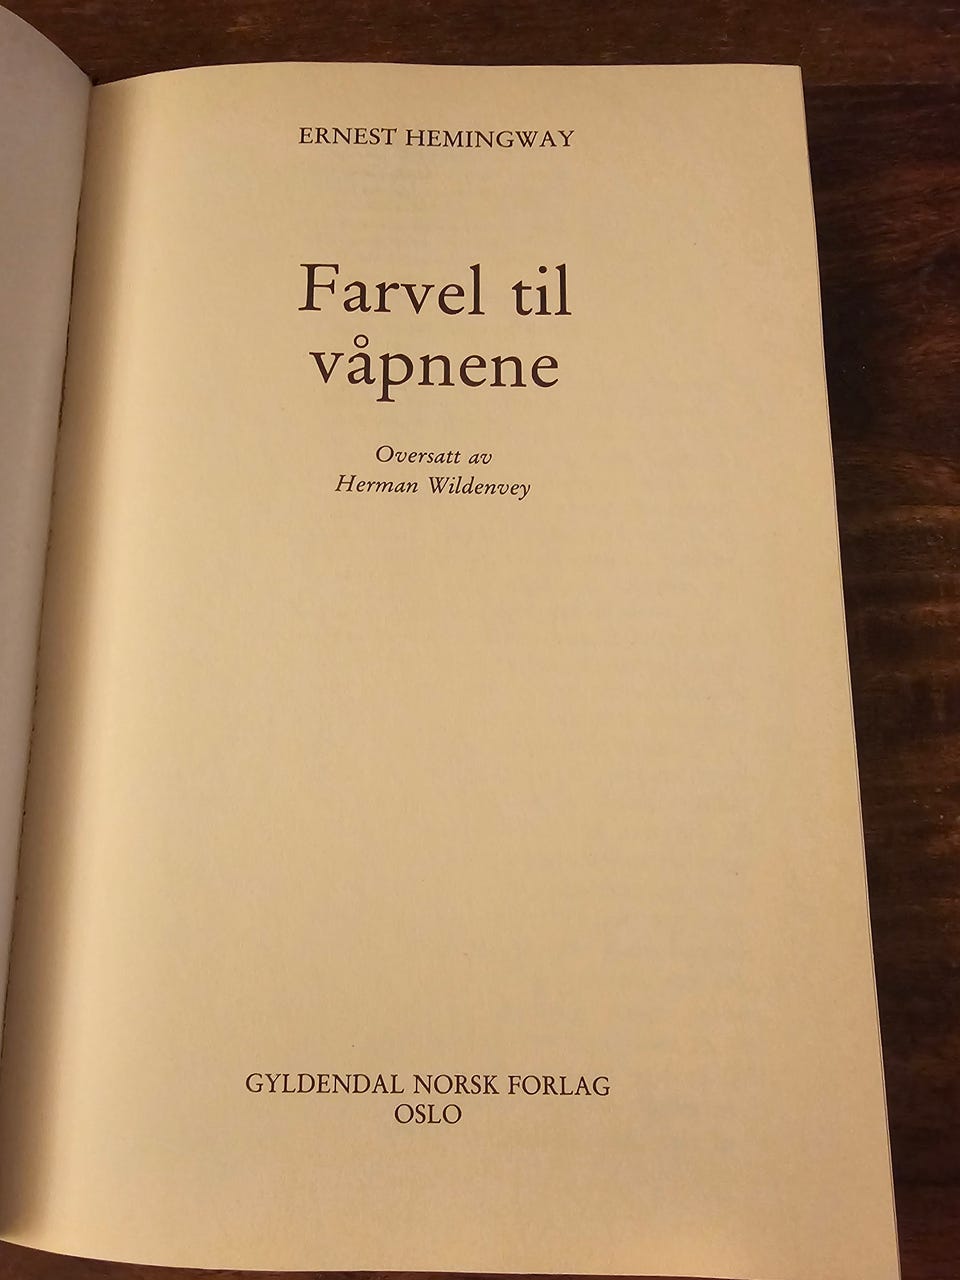 ERNEST HEMINGWAY
Farvel til
våpnene
Oversatt av
Herman Wildenvey
GYLDENDAL NORSK FORLAG
OSLO